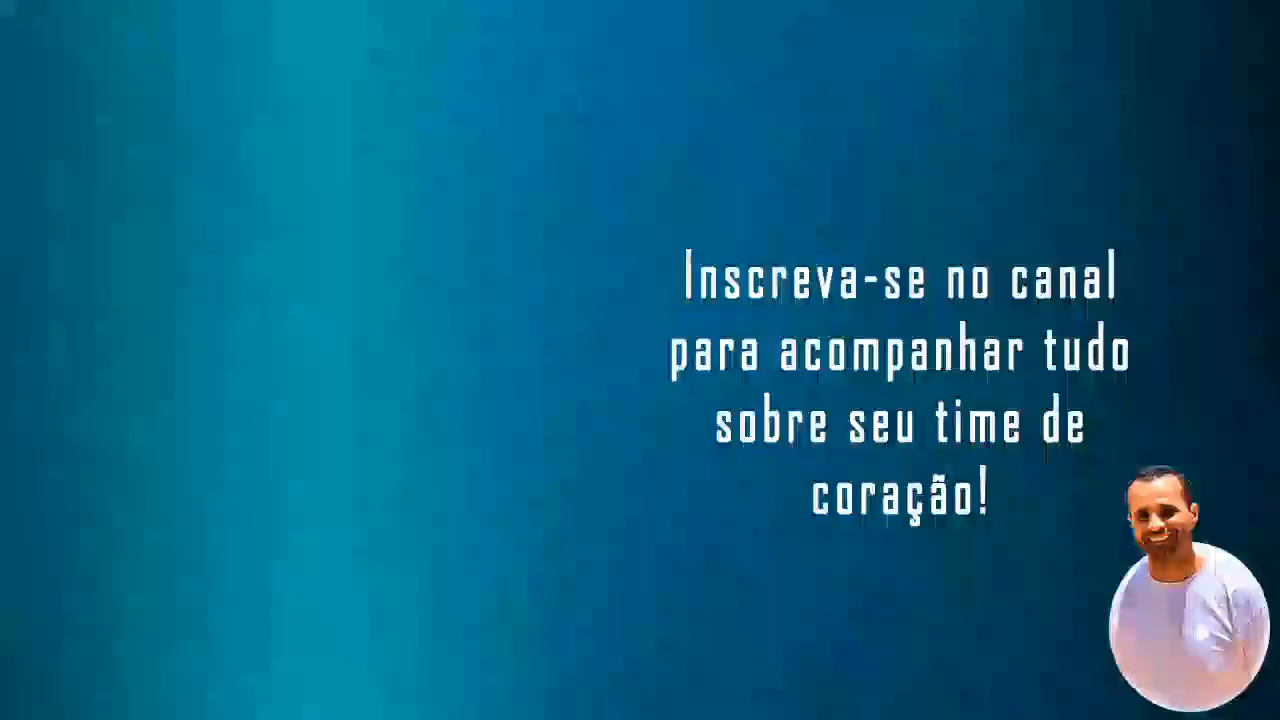 Inscreva-se no canal
para acompanhar tudo
sobre seu time de
coração!